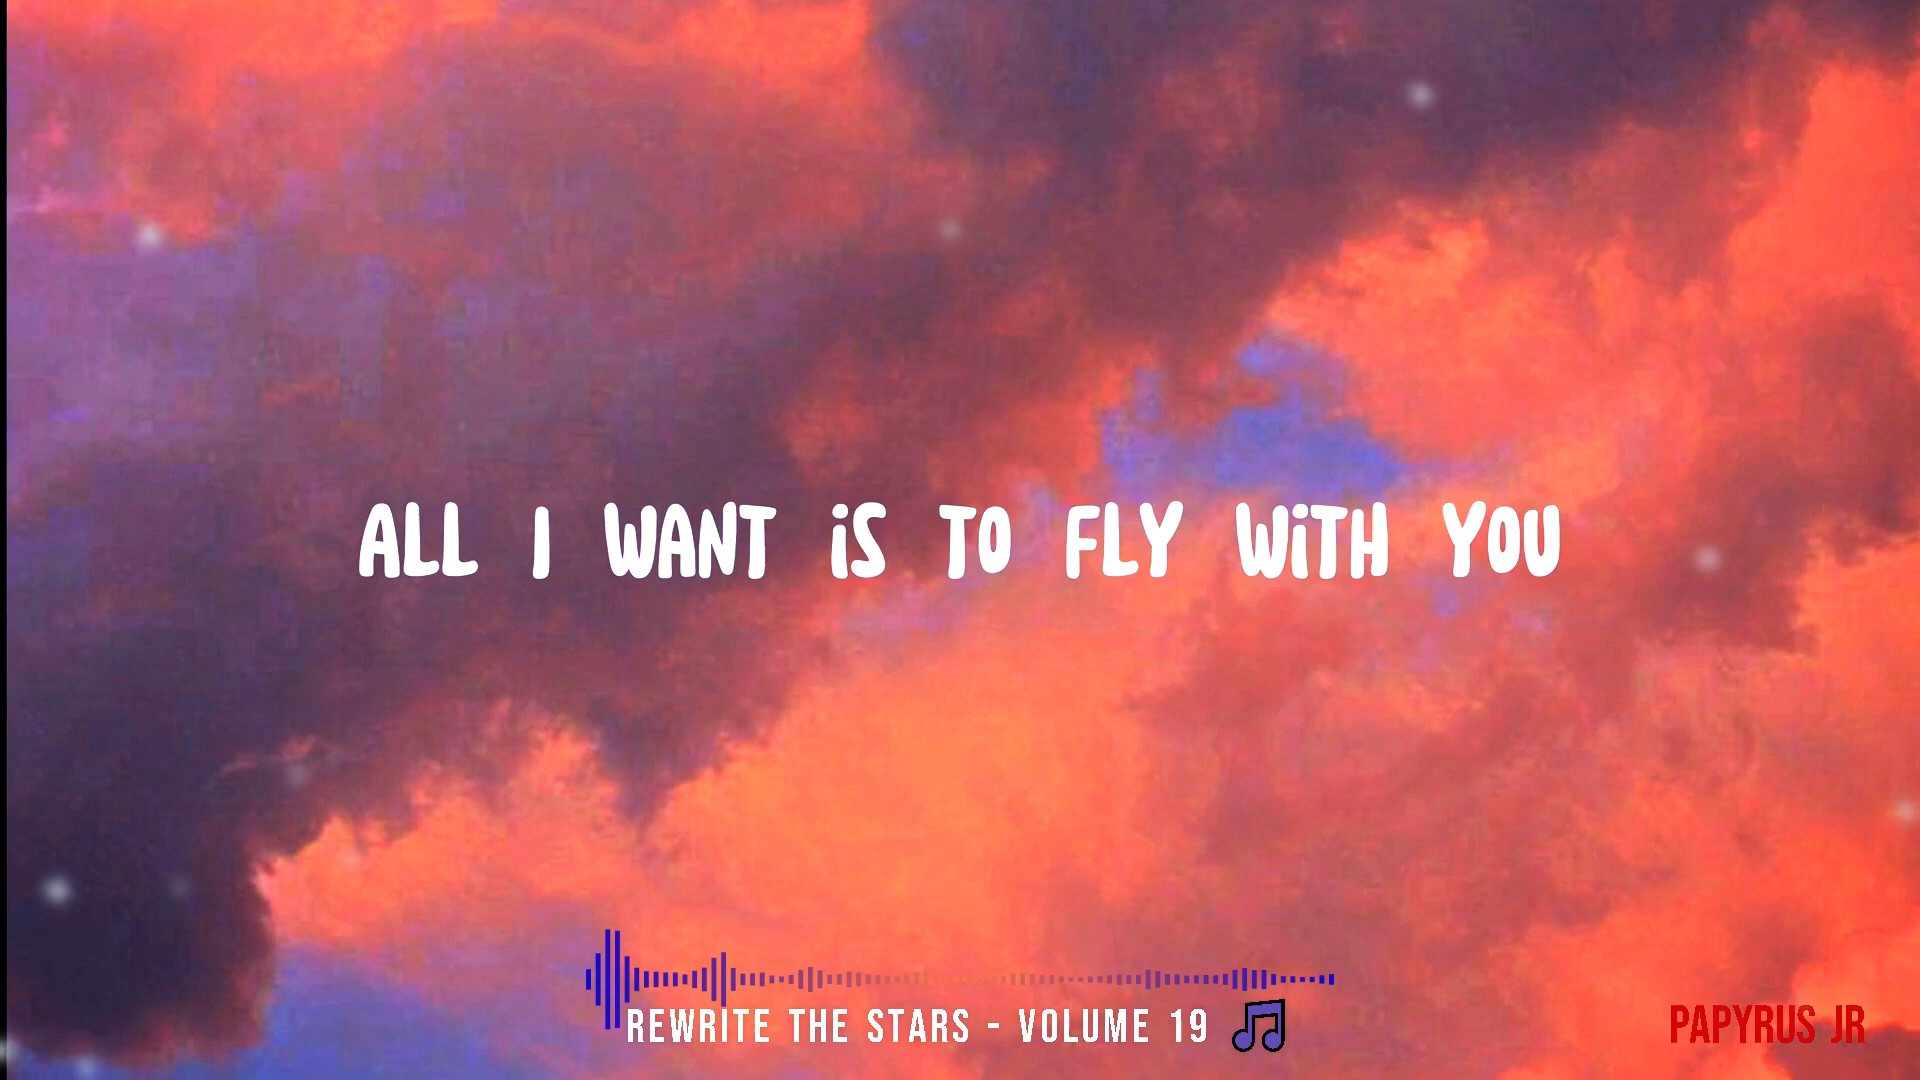 ALL I WANT iS TO FLY WiTH YOU
REWRITE THE STARS - VOLUME 19
PAPYRUS JR